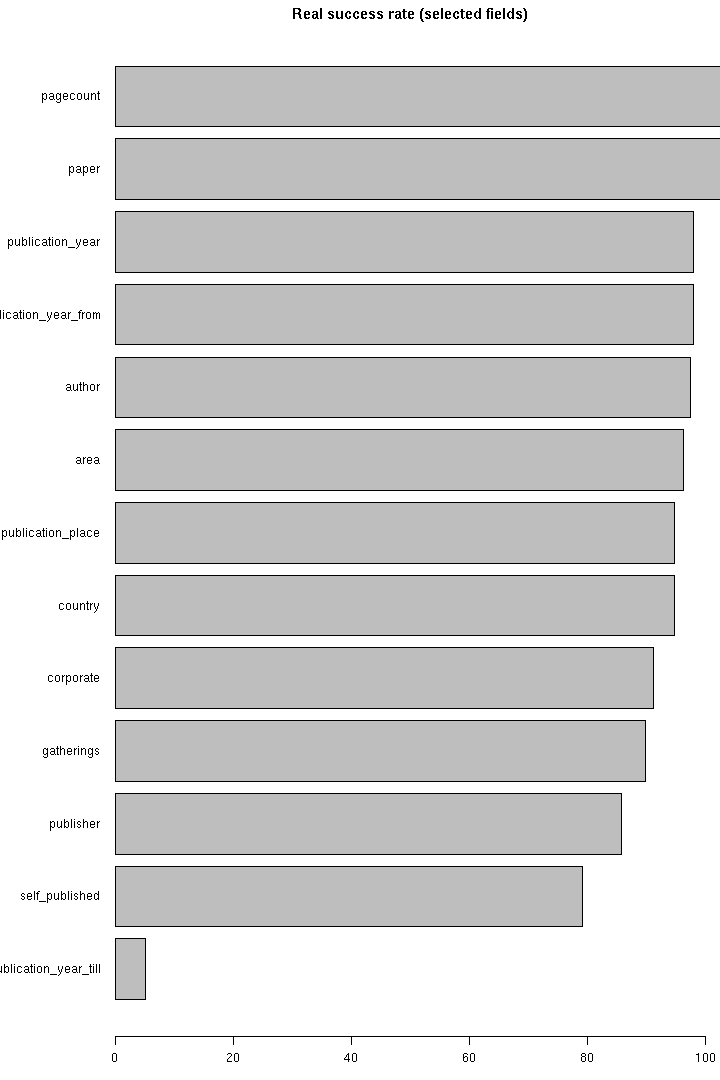 Real success rate (selected fields)
pagecount
paper
publication_year
lication_year_from
author
area
publication_place
country
corporate
gatherings
publisher
self_published
ublication_year_till
0 20 40 60 80 100